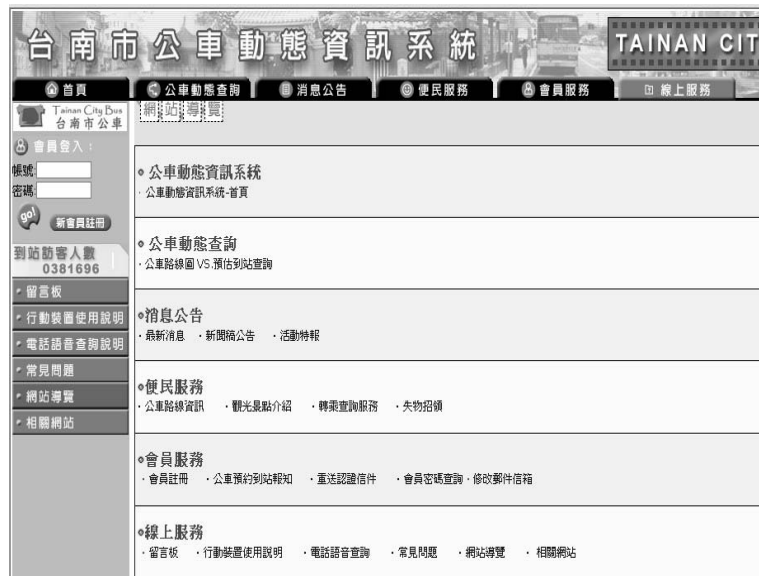 台南市公車動態資訊系統
TAINAN CIT
首頁
公車動態查詢
消息公告
便民服務
會員服務
線上服務
Tainan City Bus
台南市公車
會員登入：
帳號:
密碼:
go!
新會員註冊
到站訪客人數
0381696
留言板
行動裝置使用說明
電話語音查詢說明
常見問題
網站導覽
相關網站
網站導覽
公車動態資訊系統
· 公車動態資訊系統-首頁
公車動態查詢
· 公車路線圖 VS.預估到站查詢
消息公告
· 最新消息 · 新聞稿公告 · 活動特報
便民服務
· 公車路線資訊 · 觀光景點介紹 · 轉乘查詢服務 · 失物招領
會員服務
· 會員註冊 · 公車預約到站報知 · 重送認證信件 · 會員密碼查詢 · 修改郵件信箱
線上服務
· 留言板 · 行動裝置使用說明 · 電話語音查詢 · 常見問題 · 網站導覽 · 相關網站